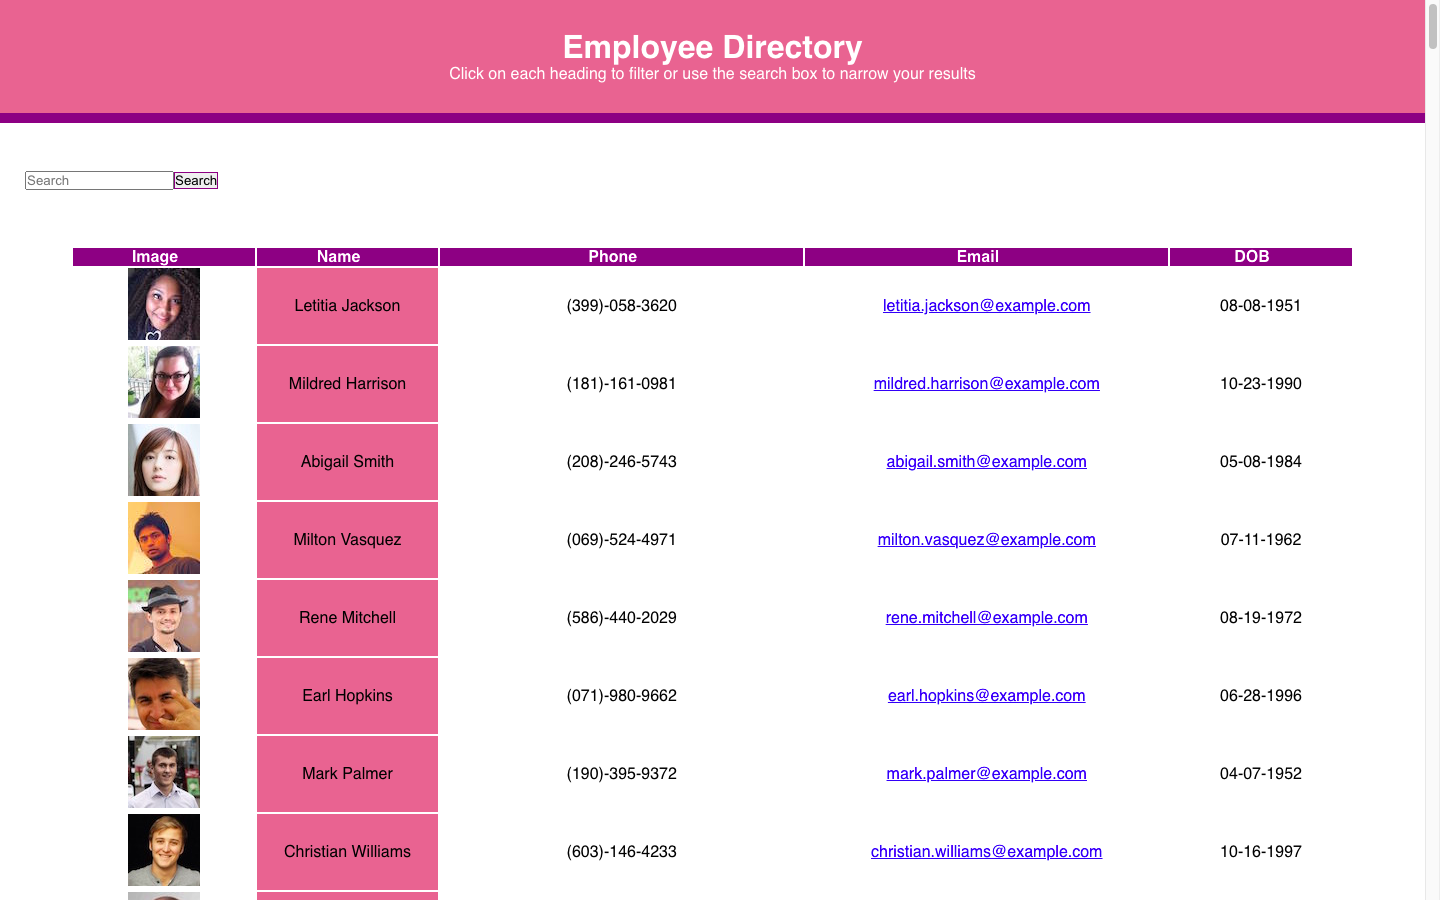 Employee Directory
Click on each heading to filter or use the search box to narrow your results
Search Search
Image Name Phone Email DOB
Letitia Jackson (399)-058-3620 letitia.jackson@example.com 08-08-1951
Mildred Harrison (181)-161-0981 mildred.harrison@example.com 10-23-1990
Abigail Smith (208)-246-5743 abigail.smith@example.com 05-08-1984
Milton Vasquez (069)-524-4971 milton.vasquez@example.com 07-11-1962
Rene Mitchell (586)-440-2029 rene.mitchell@example.com 08-19-1972
Earl Hopkins (071)-980-9662 earl.hopkins@example.com 06-28-1996
Mark Palmer (190)-395-9372 mark.palmer@example.com 04-07-1952
Christian Williams (603)-146-4233 christian.williams@example.com 10-16-1997